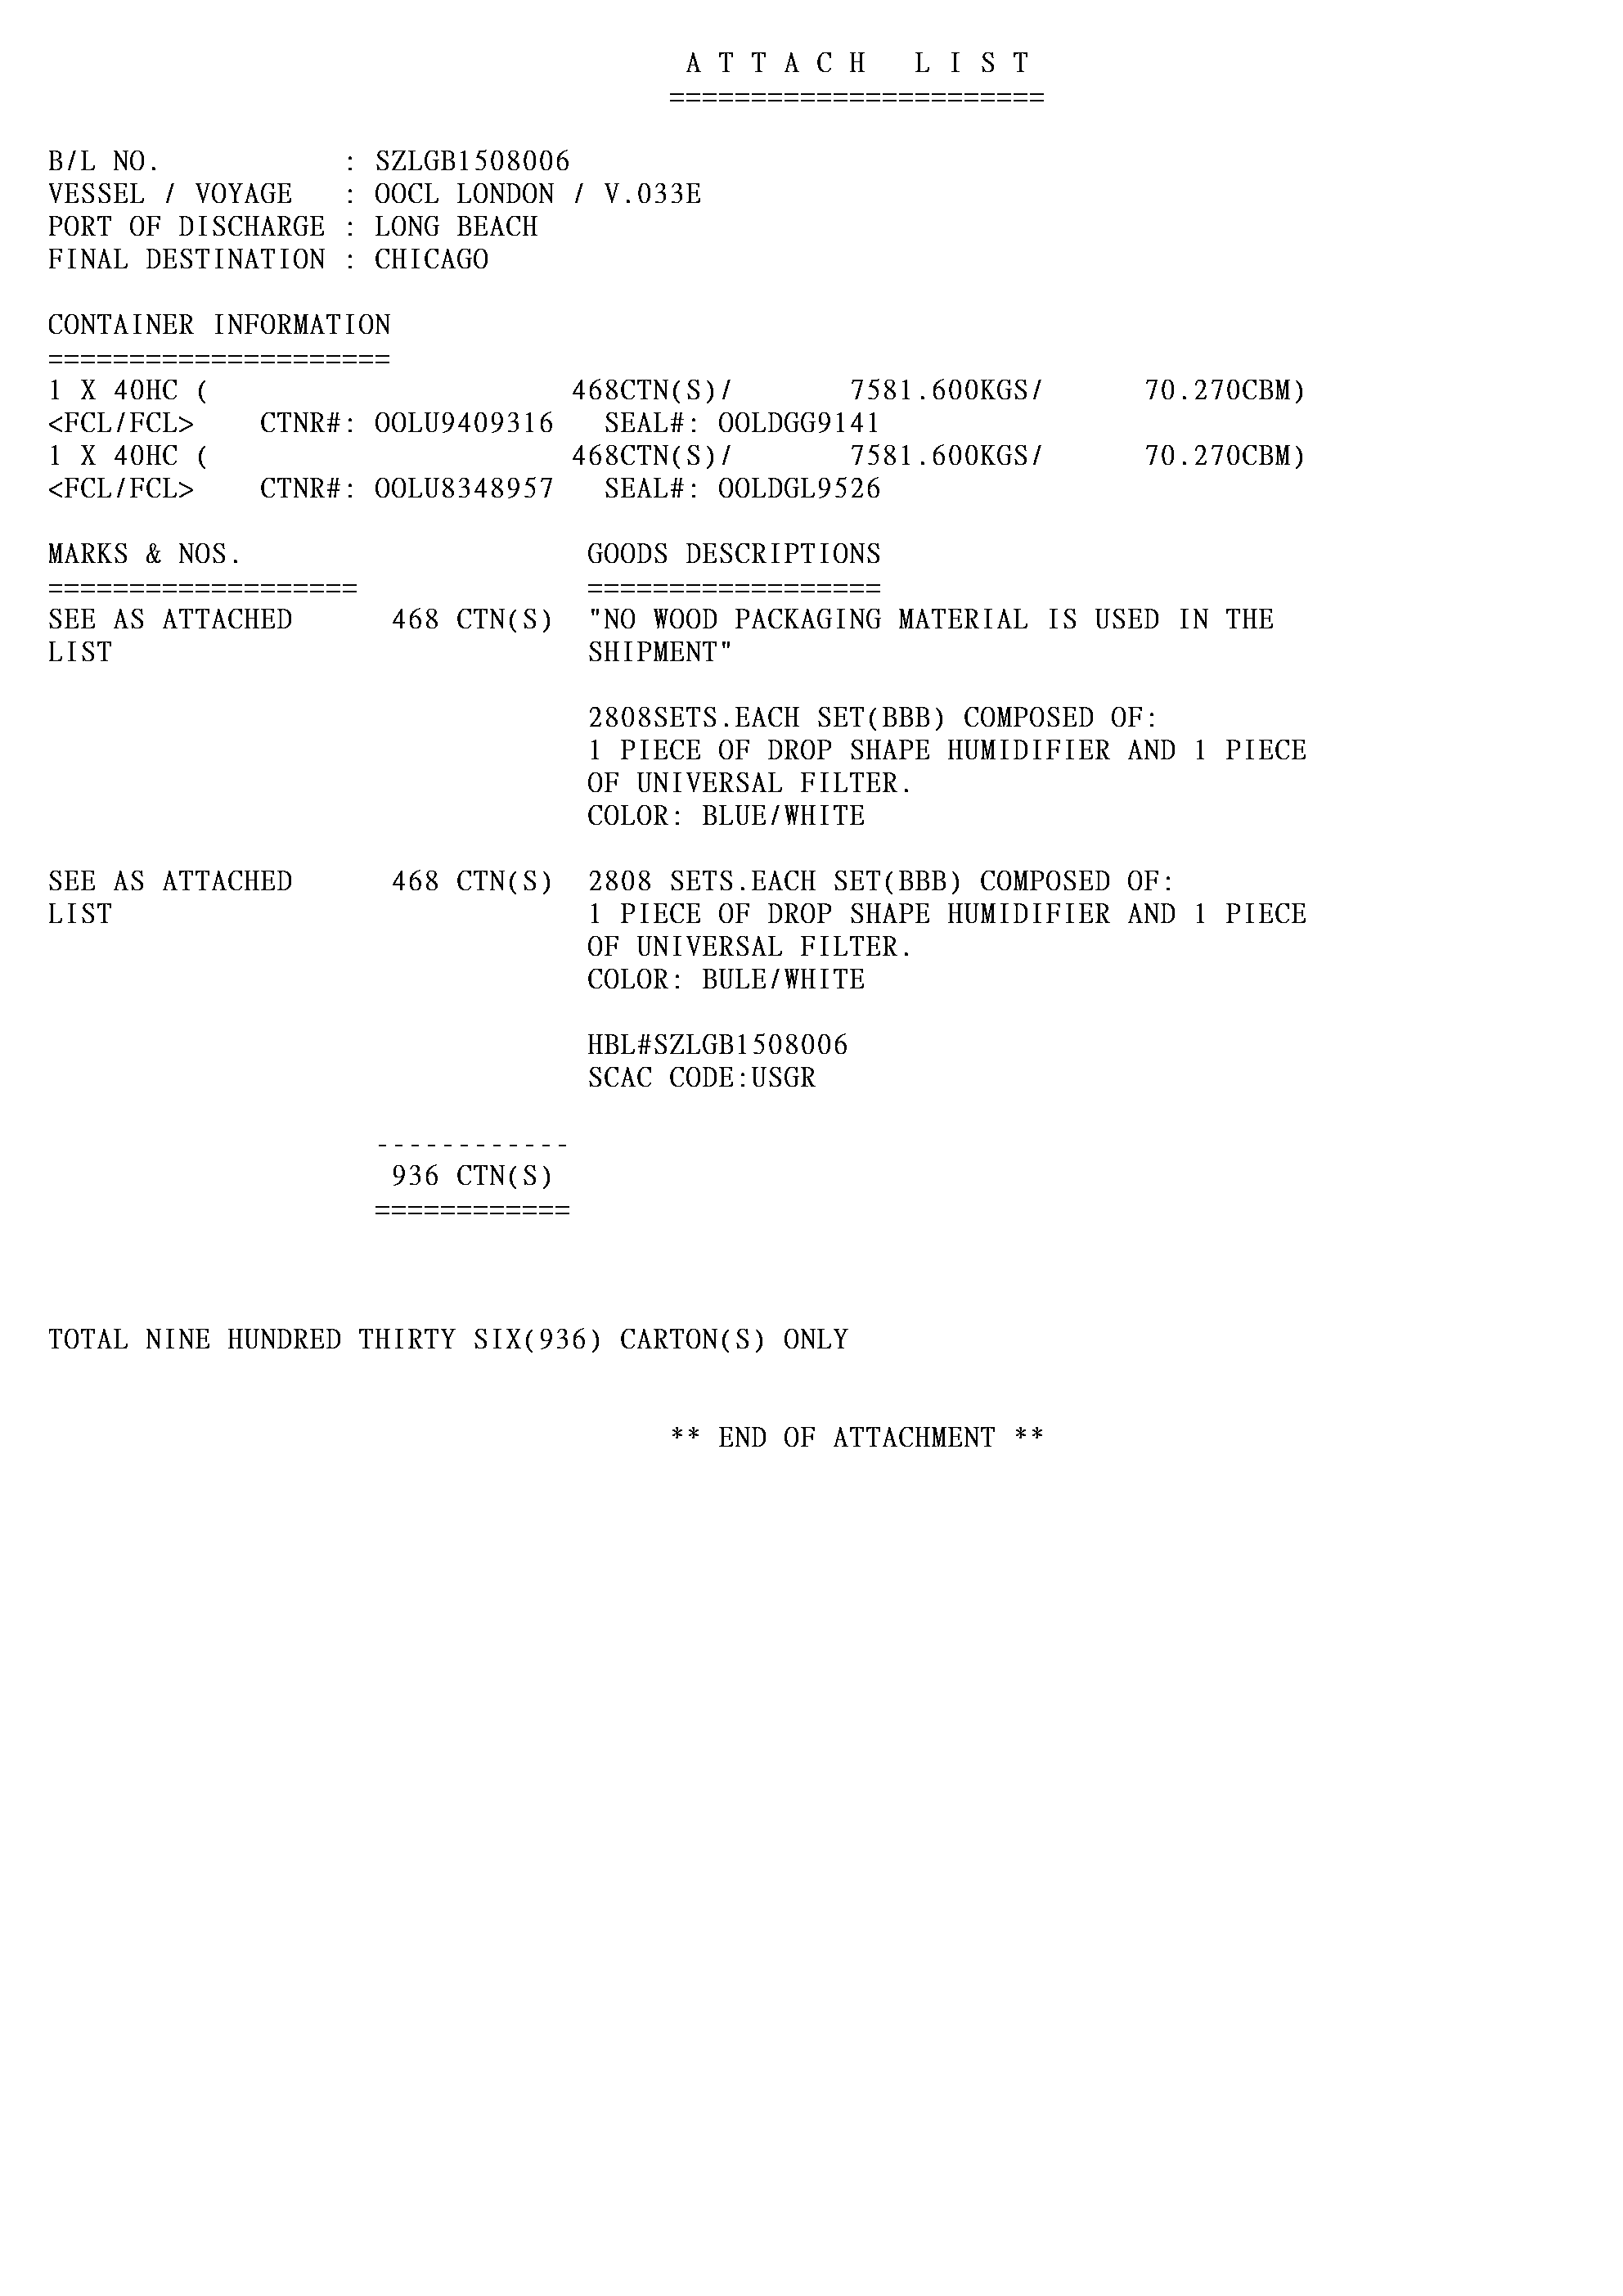 A T T A C H   L I S T
=======================
B/L NO. : SZLGB1508006
VESSEL / VOYAGE : OOCL LONDON / V.033E
PORT OF DISCHARGE : LONG BEACH
FINAL DESTINATION : CHICAGO
CONTAINER INFORMATION
=====================
1 X 40HC ( 468CTN(S)/ 7581.600KGS/ 70.270CBM)
<FCL/FCL> CTNR#: OOLU9409316 SEAL#: OOLDGG9141
1 X 40HC ( 468CTN(S)/ 7581.600KGS/ 70.270CBM)
<FCL/FCL> CTNR#: OOLU8348957 SEAL#: OOLDGL9526
MARKS & NOS. GOODS DESCRIPTIONS
=================== ==================
SEE AS ATTACHED 468 CTN(S) "NO WOOD PACKAGING MATERIAL IS USED IN THE
LIST SHIPMENT"
2808SETS.EACH SET(BBB) COMPOSED OF:
1 PIECE OF DROP SHAPE HUMIDIFIER AND 1 PIECE
OF UNIVERSAL FILTER.
COLOR: BLUE/WHITE
SEE AS ATTACHED 468 CTN(S) 2808 SETS.EACH SET(BBB) COMPOSED OF:
LIST 1 PIECE OF DROP SHAPE HUMIDIFIER AND 1 PIECE
OF UNIVERSAL FILTER.
COLOR: BULE/WHITE
HBL#SZLGB1508006
SCAC CODE:USGR
------------
936 CTN(S)
============
TOTAL NINE HUNDRED THIRTY SIX(936) CARTON(S) ONLY
** END OF ATTACHMENT **